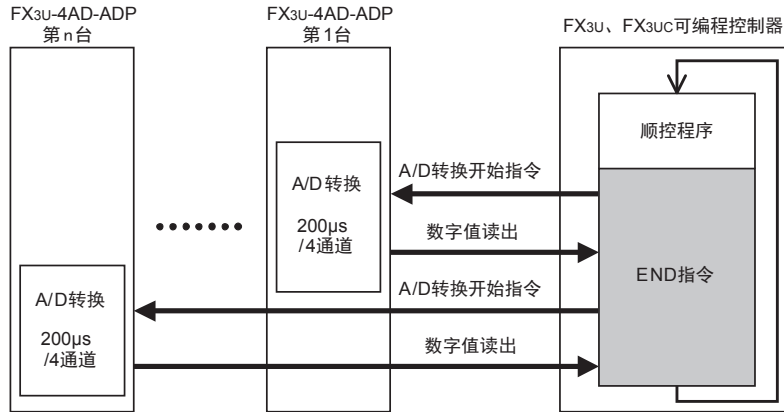 FX3U-4AD-ADP
第n台
FX3U-4AD-ADP
第1台
FX3U、FX3UC可编程控制器
顺控程序
A/D转换开始指令
A/D转换
200µs
/4通道
数字值读出
END指令
A/D转换开始指令
A/D转换
200µs
/4通道
数字值读出